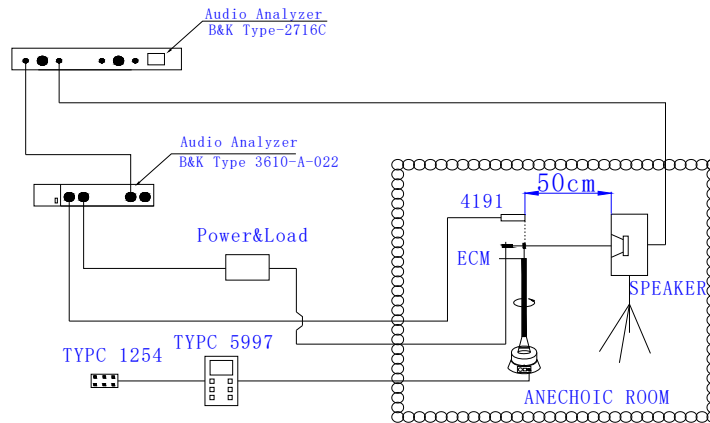 Audio Analyzer
B&K Type-2716C
Audio Analyzer
B&K Type 3610-A-022
50cm
4191
Power&Load
ECM
SPEAKER
TYPC 1254
TYPC 5997
ANECHOIC ROOM